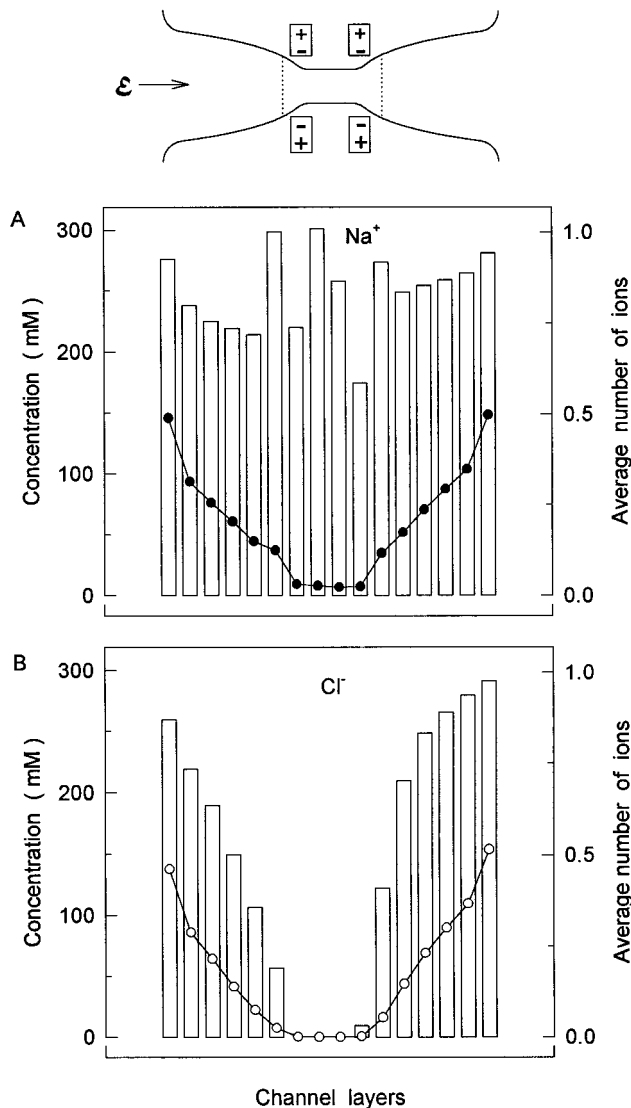 + +
- -
ε
- -
+ +
A
Na⁺
300
200
100
0
Concentration ( mM )
1.0
0.5
0.0
Average number of ions
B
Cl⁻
300
200
100
0
Concentration ( mM )
1.0
0.5
0.0
Average number of ions
Channel layers